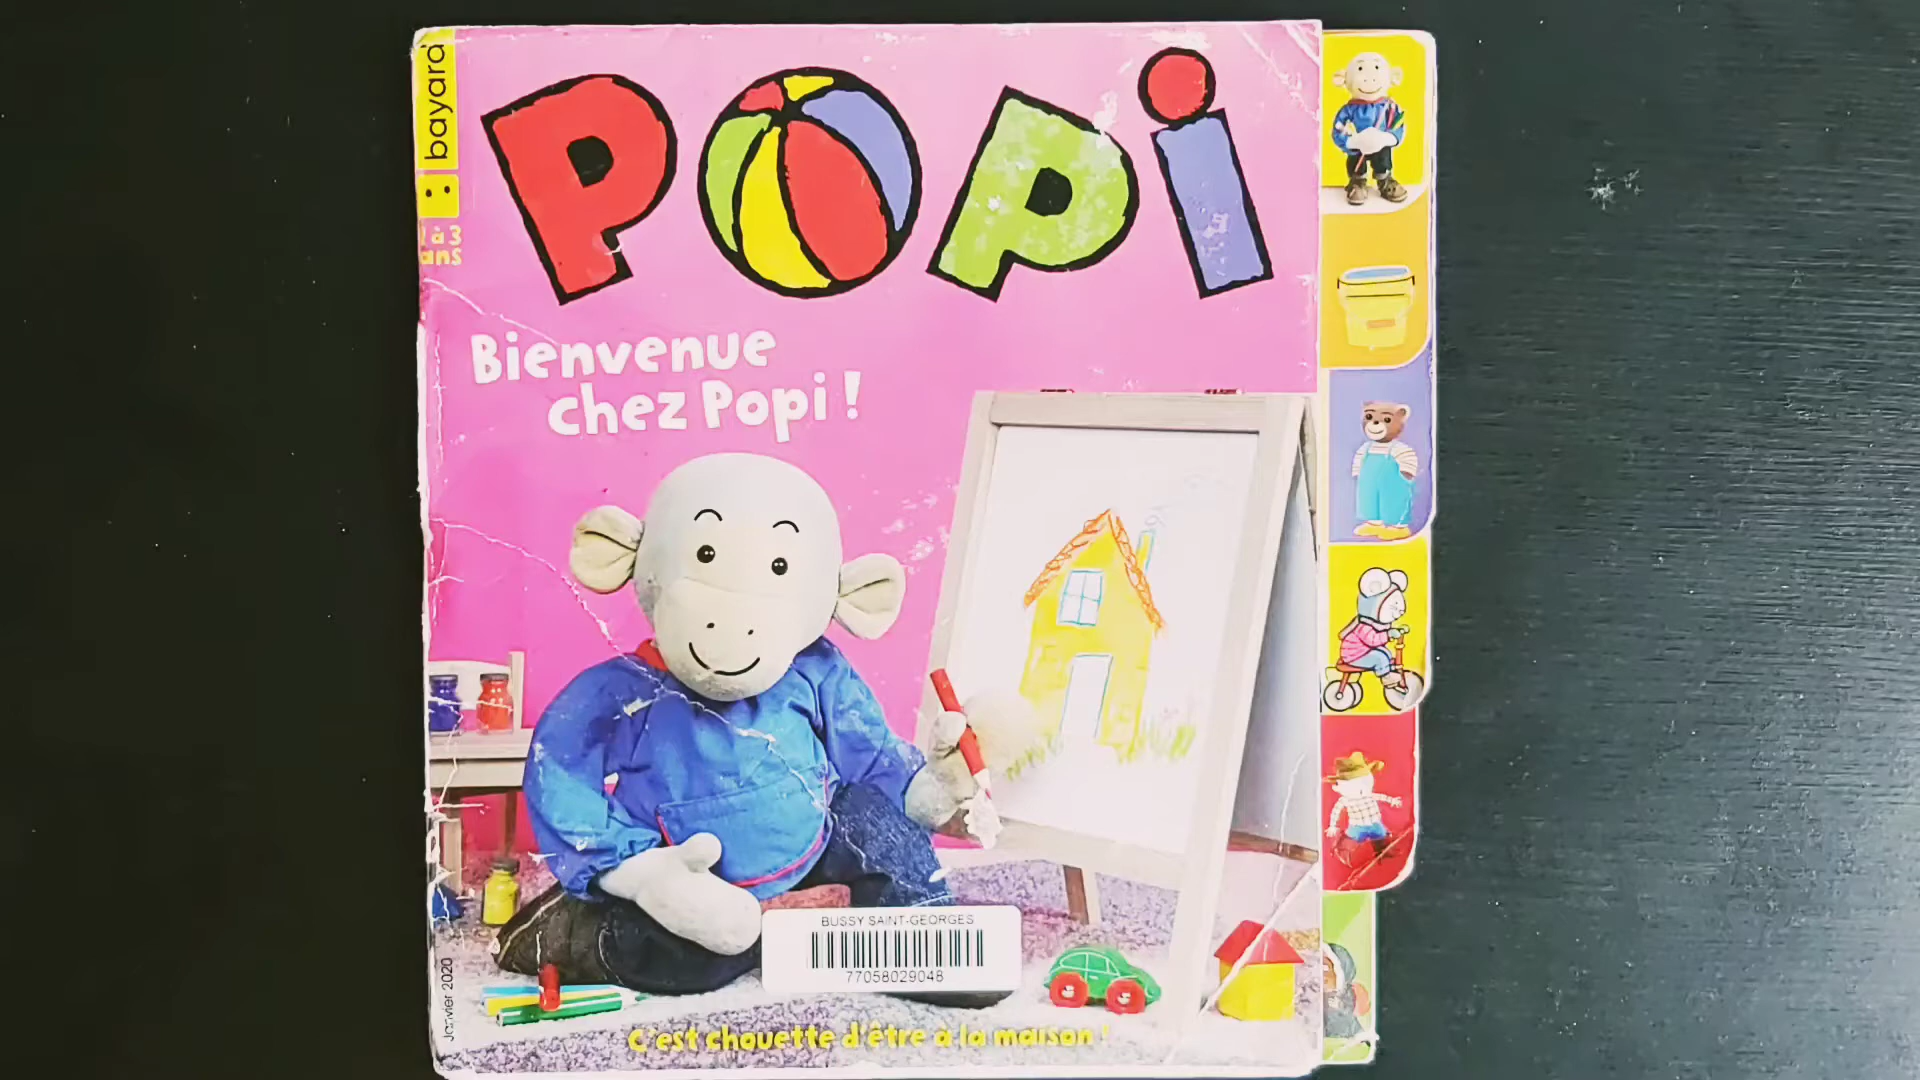 bayard
POPi
1 à 3
ans
Bienvenue
chez Popi !
BUSSY SAINT-GEORGES
77058029048
Janvier 2020
C'est chouette d'être à la maison !